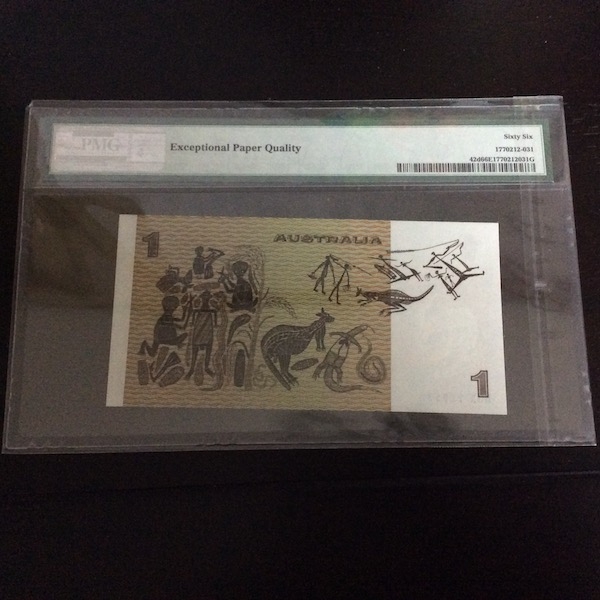 PMG
Exceptional Paper Quality
Sixty Six
1770212-031
42d66E1770212031G
1
AUSTRALIA
1